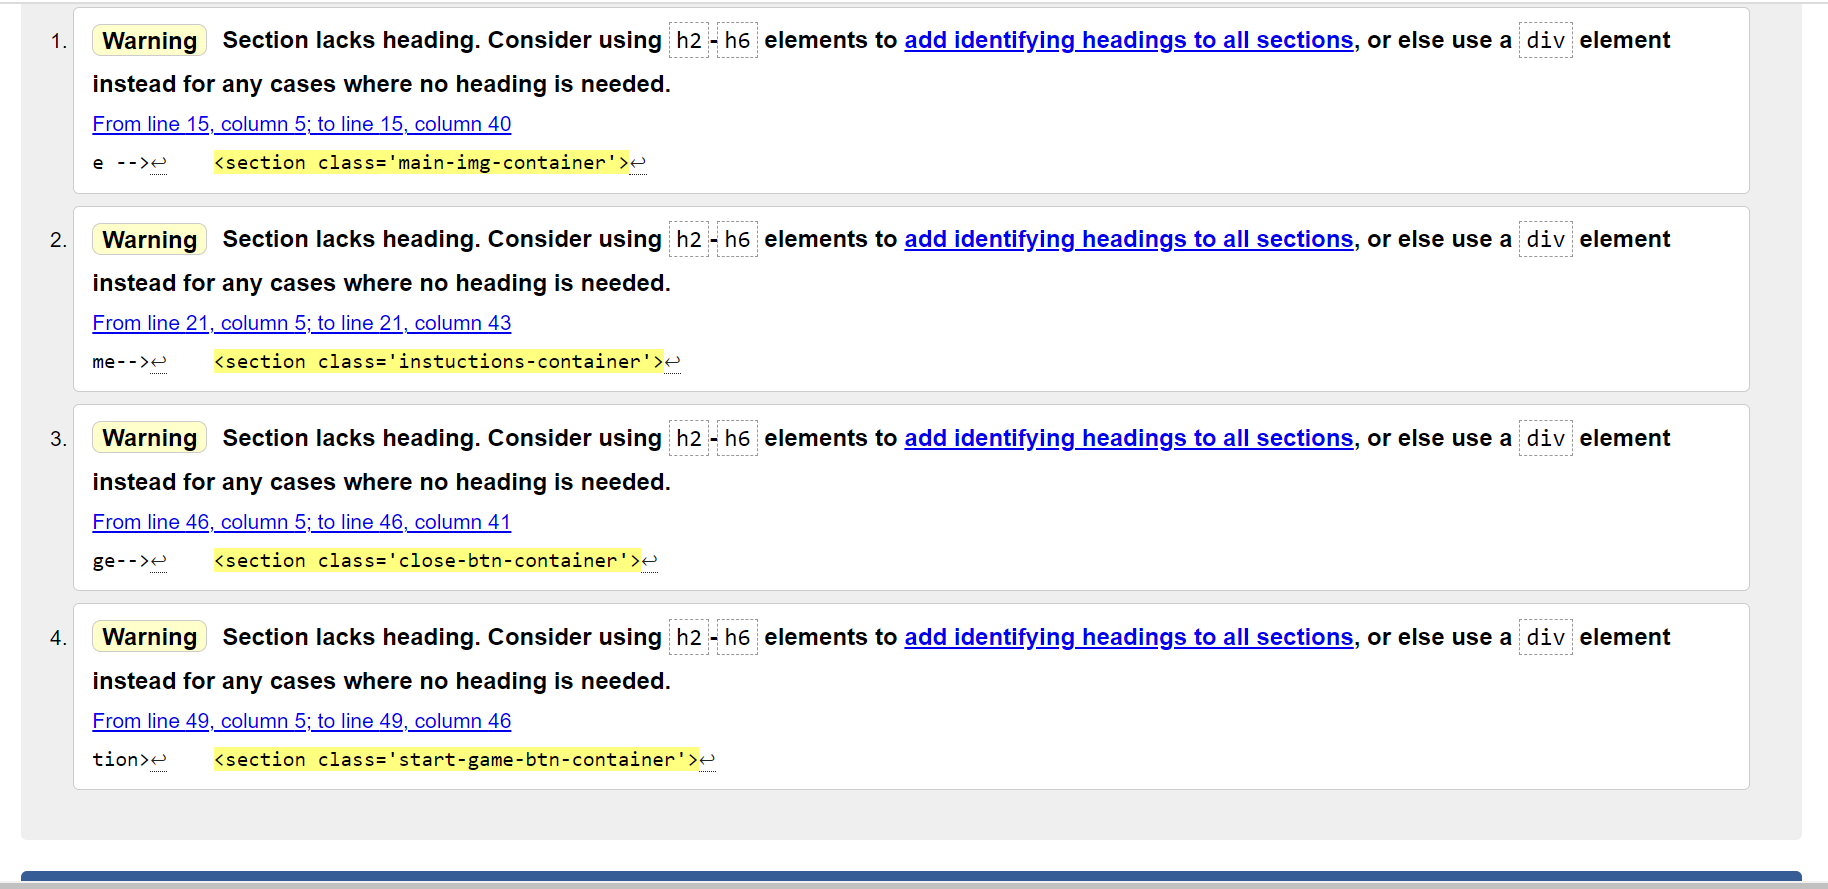 1. Warning Section lacks heading. Consider using h2-h6 elements to add identifying headings to all sections, or else use a div element
instead for any cases where no heading is needed.
From line 15, column 5; to line 15, column 40
e -->↩    <section class='main-img-container'>↩
2. Warning Section lacks heading. Consider using h2-h6 elements to add identifying headings to all sections, or else use a div element
instead for any cases where no heading is needed.
From line 21, column 5; to line 21, column 43
me-->↩    <section class='instuctions-container'>↩
3. Warning Section lacks heading. Consider using h2-h6 elements to add identifying headings to all sections, or else use a div element
instead for any cases where no heading is needed.
From line 46, column 5; to line 46, column 41
ge-->↩    <section class='close-btn-container'>↩
4. Warning Section lacks heading. Consider using h2-h6 elements to add identifying headings to all sections, or else use a div element
instead for any cases where no heading is needed.
From line 49, column 5; to line 49, column 46
tion>↩    <section class='start-game-btn-container'>↩